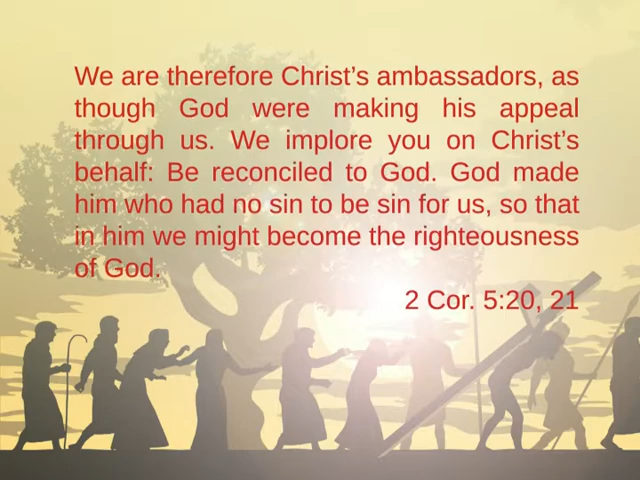 We are therefore Christ’s ambassadors, as
though God were making his appeal
through us. We implore you on Christ’s
behalf: Be reconciled to God. God made
him who had no sin to be sin for us, so that
in him we might become the righteousness
of God.
2 Cor. 5:20, 21